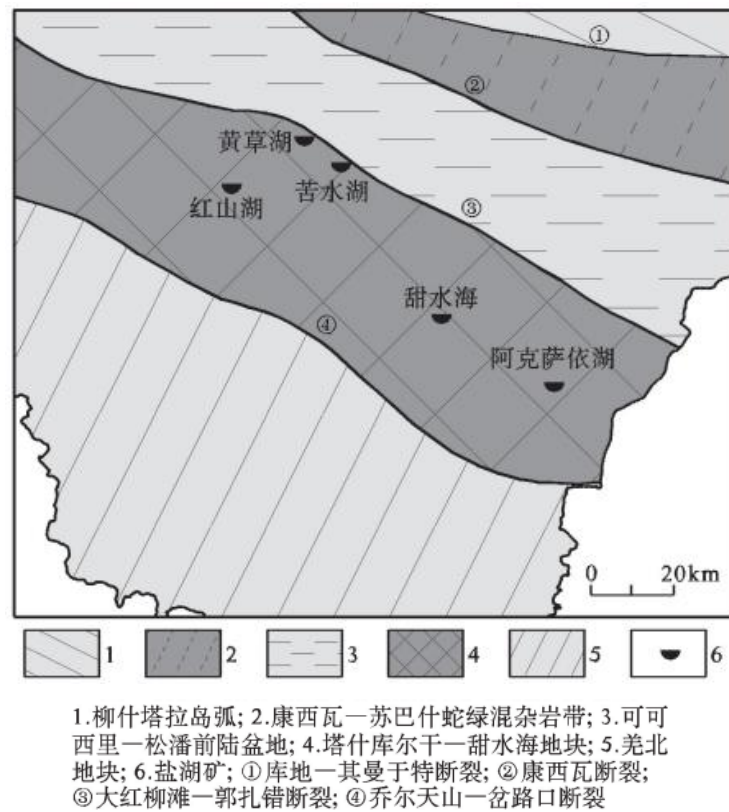 ①
②
黄草湖
苦水湖
红山湖
③
甜水海
④
阿克萨依湖
0 20km
1 2 3 4 5 6
1.柳什塔拉岛弧; 2.康西瓦—苏巴什蛇绿混杂岩带; 3.可可
西里—松潘前陆盆地; 4.塔什库尔干—甜水海地块; 5.羌北
地块; 6.盐湖矿; ①库地—其曼于特断裂; ②康西瓦断裂;
③大红柳滩—郭扎错断裂; ④乔尔天山—岔路口断裂